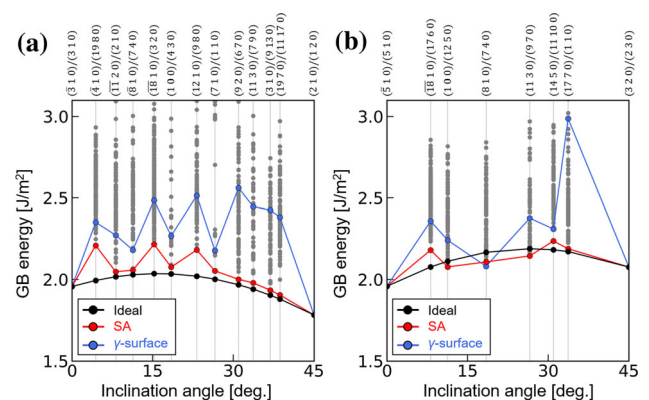 (a)
(3̅ 1 0)/(3 1 0)
(4 1 0)/(19 8 0)
(1̅1̅ 2 0)/(2 1 0)
(8 1 0)/(7 4 0)
(1̅8̅ 1 0)/(3 2 0)
(1 0 0)/(4 3 0)
(12 1 0)/(9 8 0)
(7 1 0)/(1 1 0)
(9 2 0)/(6 7 0)
(11 3 0)/(7 9 0)
(3 1 0)/(9 13 0)
(19 7 0)/(11 17 0)
(2 1 0)/(1 2 0)
GB energy [J/m²]
3.0
2.5
2.0
1.5
Ideal
SA
γ-surface
0 15 30 45
Inclination angle [deg.]
(b)
(5̅ 1 0)/(5 1 0)
(1̅8̅ 1 0)/(17 6 0)
(1 0 0)/(12 5 0)
(8 1 0)/(7 4 0)
(11 3 0)/(9 7 0)
(14 5 0)/(11 10 0)
(17 7 0)/(1 1 0)
(3 2 0)/(2 3 0)
GB energy [J/m²]
3.0
2.5
2.0
1.5
Ideal
SA
γ-surface
0 15 30 45
Inclination angle [deg.]